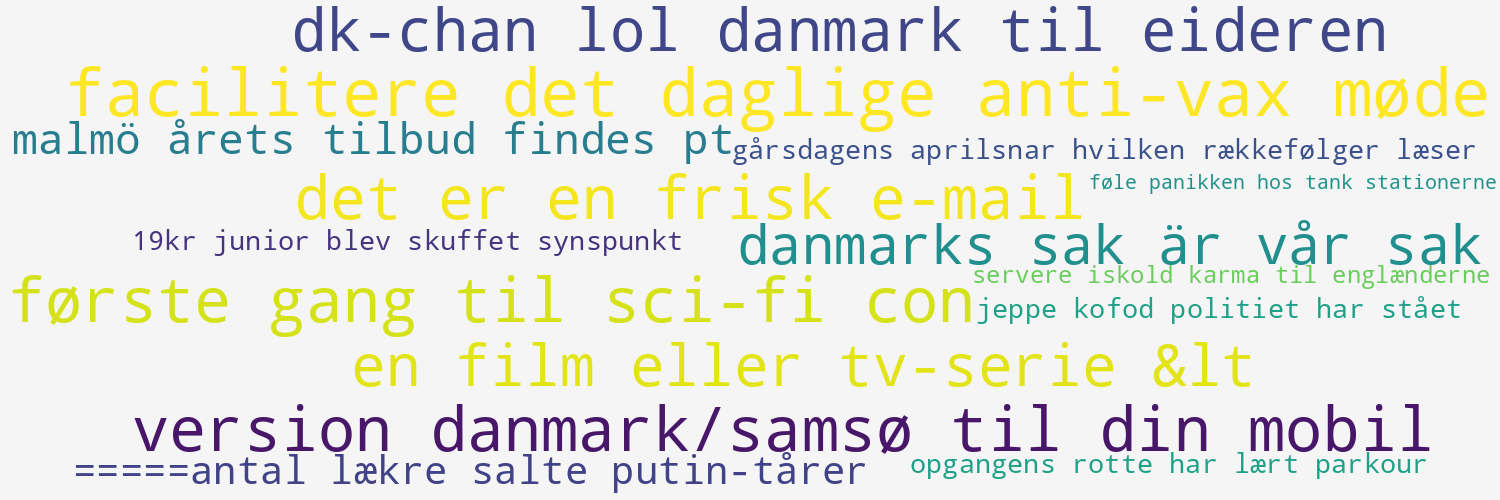 dk-chan lol danmark til eideren
facilitere det daglige anti-vax møde
malmö årets tilbud findes pt
gårsdagens aprilsnar hvilken rækkefølger læser
det er en frisk e-mail
føle panikken hos tank stationerne
19kr junior blev skuffet synspunkt
danmarks sak är vår sak
servere iskold karma til englænderne
første gang til sci-fi con
jeppe kofod politiet har stået
en film eller tv-serie &lt
version danmark/samsø til din mobil
=====antal lækre salte putin-tårer
opgangens rotte har lært parkour